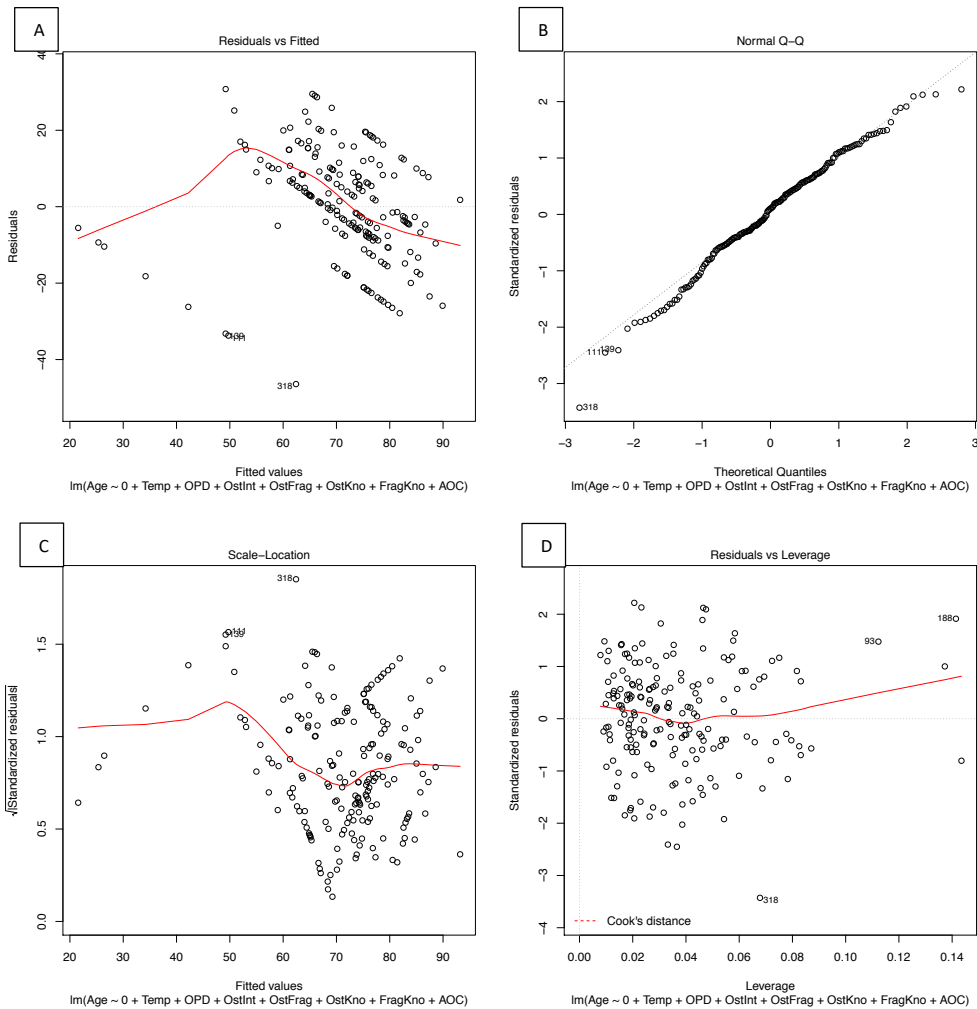 A
Residuals vs Fitted
40
20
0
−20
−40
Residuals
139
111
318
20 30 40 50 60 70 80 90
Fitted values
lm(Age ~ 0 + Temp + OPD + OstInt + OstFrag + OstKno + FragKno + AOC)
B
Normal Q−Q
2
1
0
−1
−2
−3
Standardized residuals
111 139
318
−3 −2 −1 0 1 2 3
Theoretical Quantiles
lm(Age ~ 0 + Temp + OPD + OstInt + OstFrag + OstKno + FragKno + AOC)
C
Scale−Location
1.5
1.0
0.5
0.0
√|Standardized residuals|
318
111
139
20 30 40 50 60 70 80 90
Fitted values
lm(Age ~ 0 + Temp + OPD + OstInt + OstFrag + OstKno + FragKno + AOC)
D
Residuals vs Leverage
2
1
0
−1
−2
−3
−4
Standardized residuals
188
93
318
Cook's distance
0.00 0.02 0.04 0.06 0.08 0.10 0.12 0.14
Leverage
lm(Age ~ 0 + Temp + OPD + OstInt + OstFrag + OstKno + FragKno + AOC)